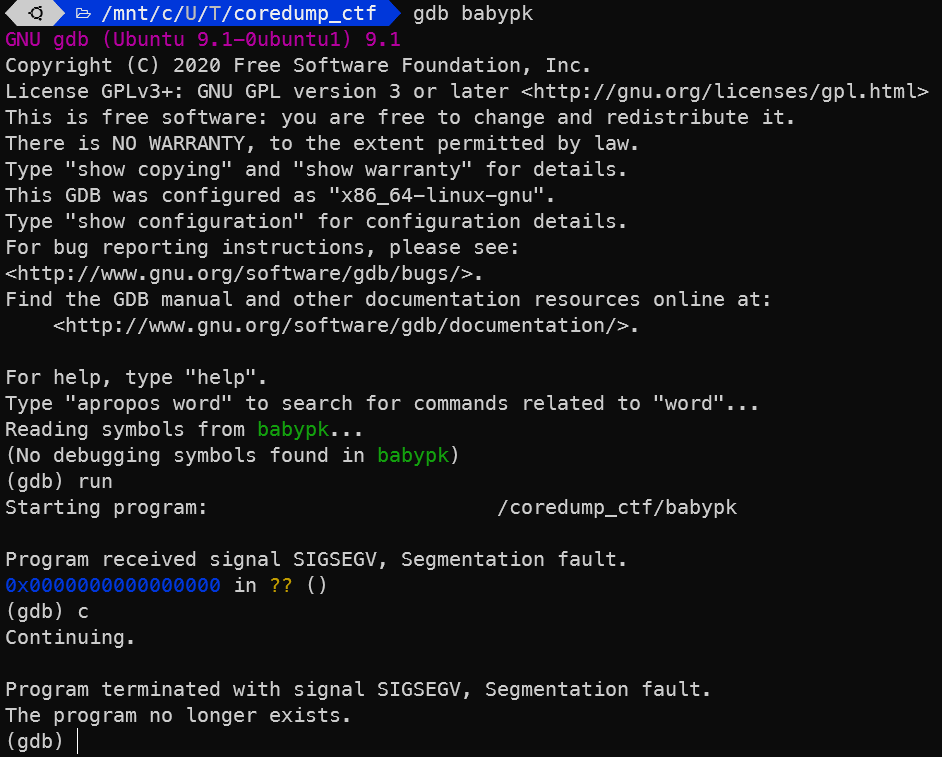 /mnt/c/U/T/coredump_ctf gdb babypk
GNU gdb (Ubuntu 9.1-0ubuntu1) 9.1
Copyright (C) 2020 Free Software Foundation, Inc.
License GPLv3+: GNU GPL version 3 or later <http://gnu.org/licenses/gpl.html>
This is free software: you are free to change and redistribute it.
There is NO WARRANTY, to the extent permitted by law.
Type "show copying" and "show warranty" for details.
This GDB was configured as "x86_64-linux-gnu".
Type "show configuration" for configuration details.
For bug reporting instructions, please see:
<http://www.gnu.org/software/gdb/bugs/>.
Find the GDB manual and other documentation resources online at:
    <http://www.gnu.org/software/gdb/documentation/>.

For help, type "help".
Type "apropos word" to search for commands related to "word"...
Reading symbols from babypk...
(No debugging symbols found in babypk)
(gdb) run
Starting program:                         /coredump_ctf/babypk

Program received signal SIGSEGV, Segmentation fault.
0x0000000000000000 in ?? ()
(gdb) c
Continuing.

Program terminated with signal SIGSEGV, Segmentation fault.
The program no longer exists.
(gdb)